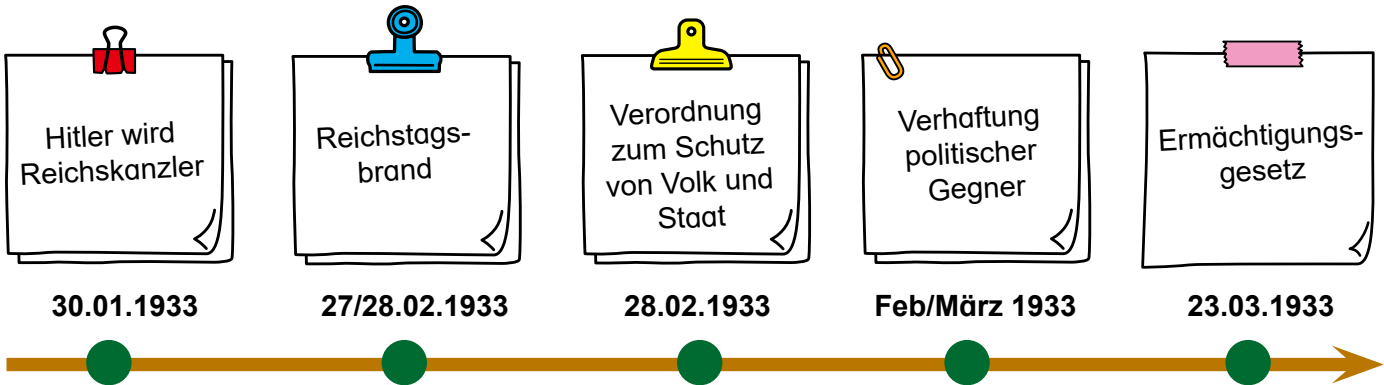 Hitler wird
Reichskanzler
Reichstags-
brand
Verordnung
zum Schutz
von Volk und
Staat
Verhaftung
politischer
Gegner
Ermächtigungs-
gesetz
30.01.1933
27/28.02.1933
28.02.1933
Feb/März 1933
23.03.1933